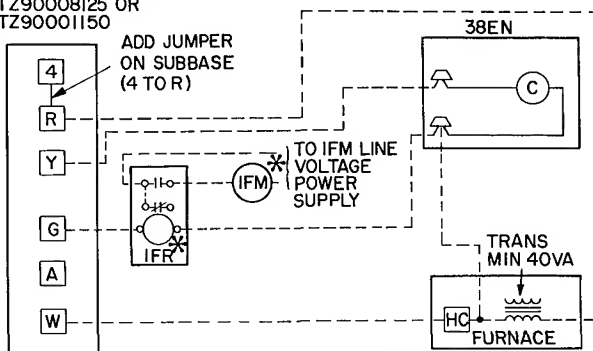 TZ90008125 OR
TZ90001150
ADD JUMPER
ON SUBBASE
(4 TO R)
38EN
4
R
Y
G
A
W
C
TO IFM LINE
VOLTAGE
POWER
SUPPLY
IFM
IFR
TRANS
MIN 40VA
HC
FURNACE